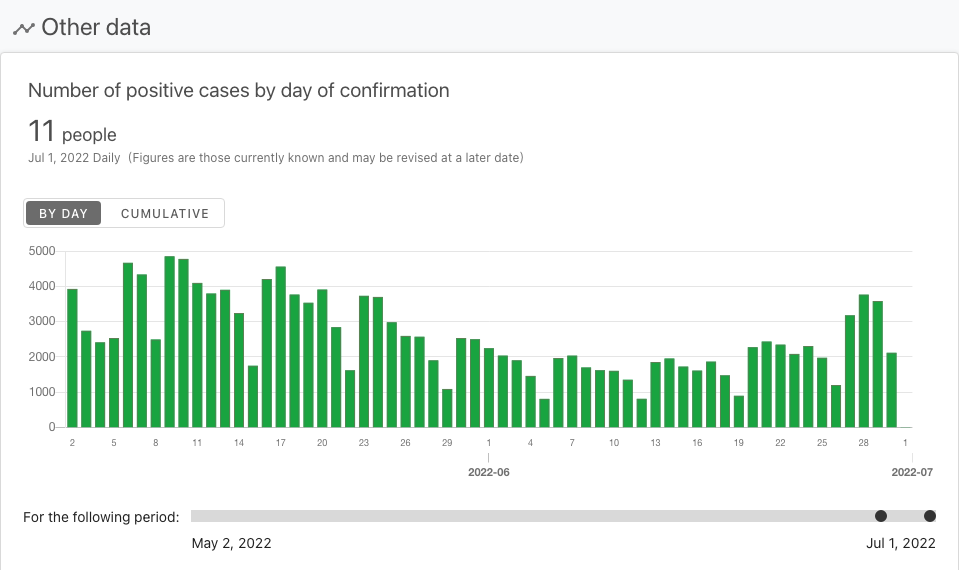 Other data
Number of positive cases by day of confirmation
11 people
Jul 1, 2022 Daily (Figures are those currently known and may be revised at a later date)
BY DAY CUMULATIVE
5000
4000
3000
2000
1000
0
2 5 8 11 14 17 20 23 26 29 1 4 7 10 13 16 19 22 25 28 1
2022-06 2022-07
For the following period:
May 2, 2022 Jul 1, 2022